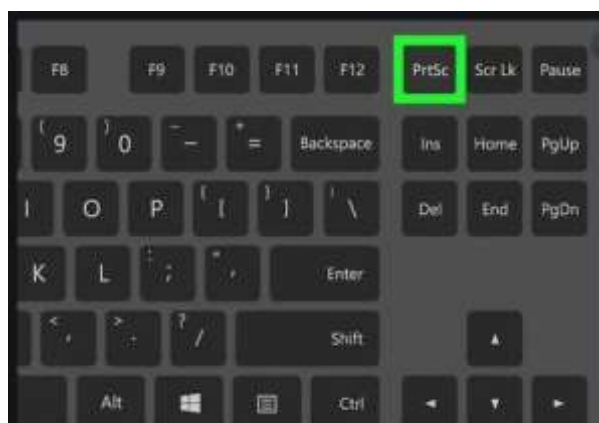 F8 F9 F10 F11 F12 PrtSc Scr Lk Pause
( 9 ) 0 _ - + = Backspace Ins Home PgUp
I O P { [ } ] | \ Del End PgDn
K L : ; " ' Enter
< , > . ? / Shift
Alt Ctrl